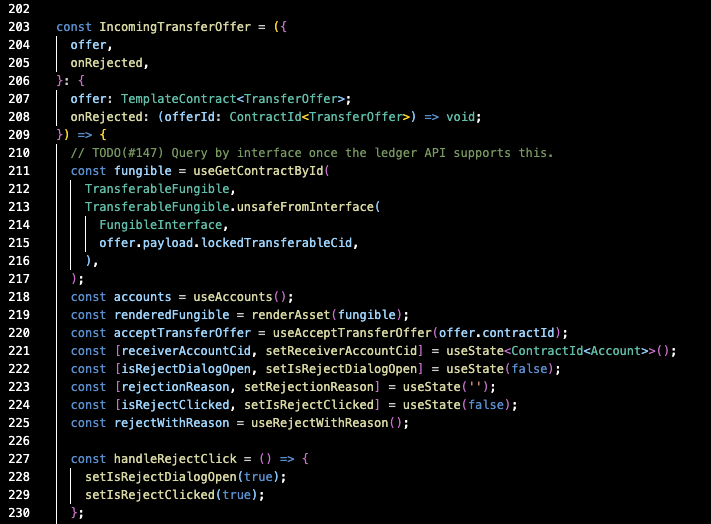 202
203 const IncomingTransferOffer = ({
204 offer,
205 onRejected,
206 }: {
207 offer: TemplateContract<TransferOffer>;
208 onRejected: (offerId: ContractId<TransferOffer>) => void;
209 }) => {
210 // TODO(#147) Query by interface once the ledger API supports this.
211 const fungible = useGetContractById(
212 TransferableFungible,
213 TransferableFungible.unsafeFromInterface(
214 FungibleInterface,
215 offer.payload.lockedTransferableCid,
216 ),
217 );
218 const accounts = useAccounts();
219 const renderedFungible = renderAsset(fungible);
220 const acceptTransferOffer = useAcceptTransferOffer(offer.contractId);
221 const [receiverAccountCid, setReceiverAccountCid] = useState<ContractId<Account>>();
222 const [isRejectDialogOpen, setIsRejectDialogOpen] = useState(false);
223 const [rejectionReason, setRejectionReason] = useState('');
224 const [isRejectClicked, setIsRejectClicked] = useState(false);
225 const rejectWithReason = useRejectWithReason();
226
227 const handleRejectClick = () => {
228 setIsRejectDialogOpen(true);
229 setIsRejectClicked(true);
230 };